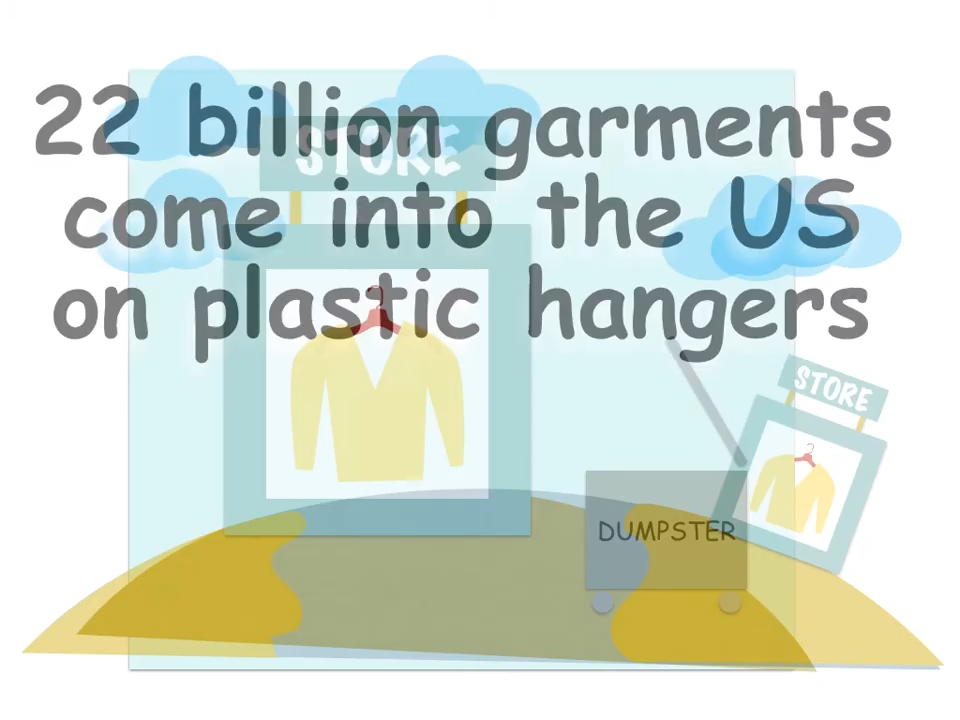 22 billion garments
STORE
come into the US
on plastic hangers
STORE
DUMPSTER